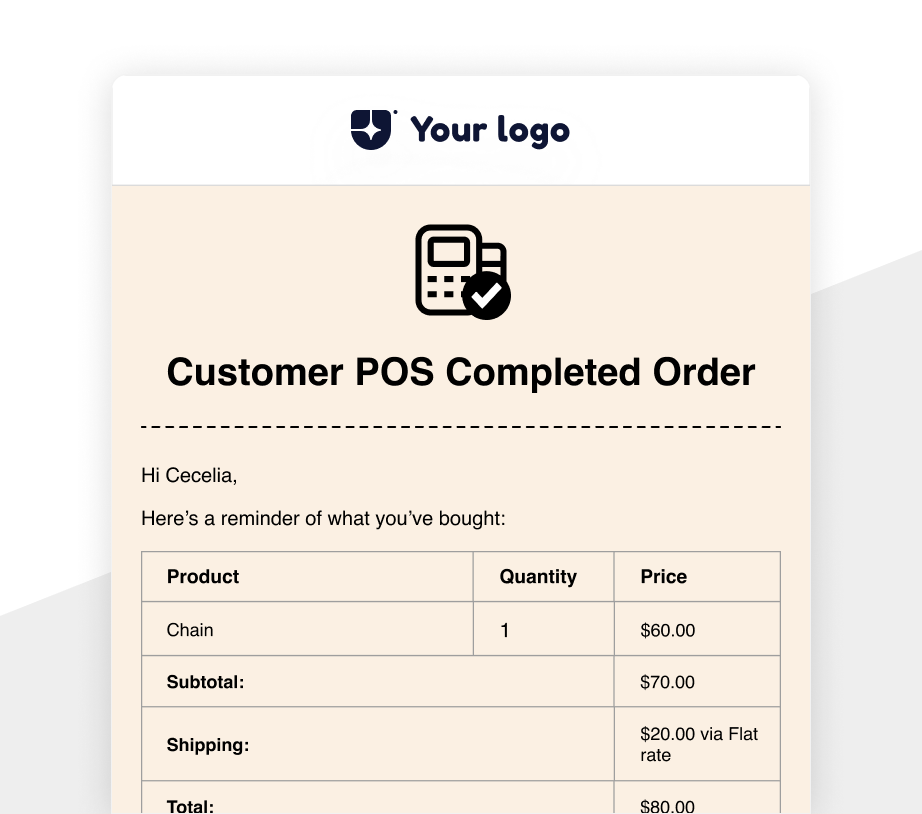 Your logo
Customer POS Completed Order
Hi Cecelia,
Here’s a reminder of what you’ve bought:
Product Quantity Price
Chain 1 $60.00
Subtotal: $70.00
Shipping: $20.00 via Flat
rate
Total: $80.00